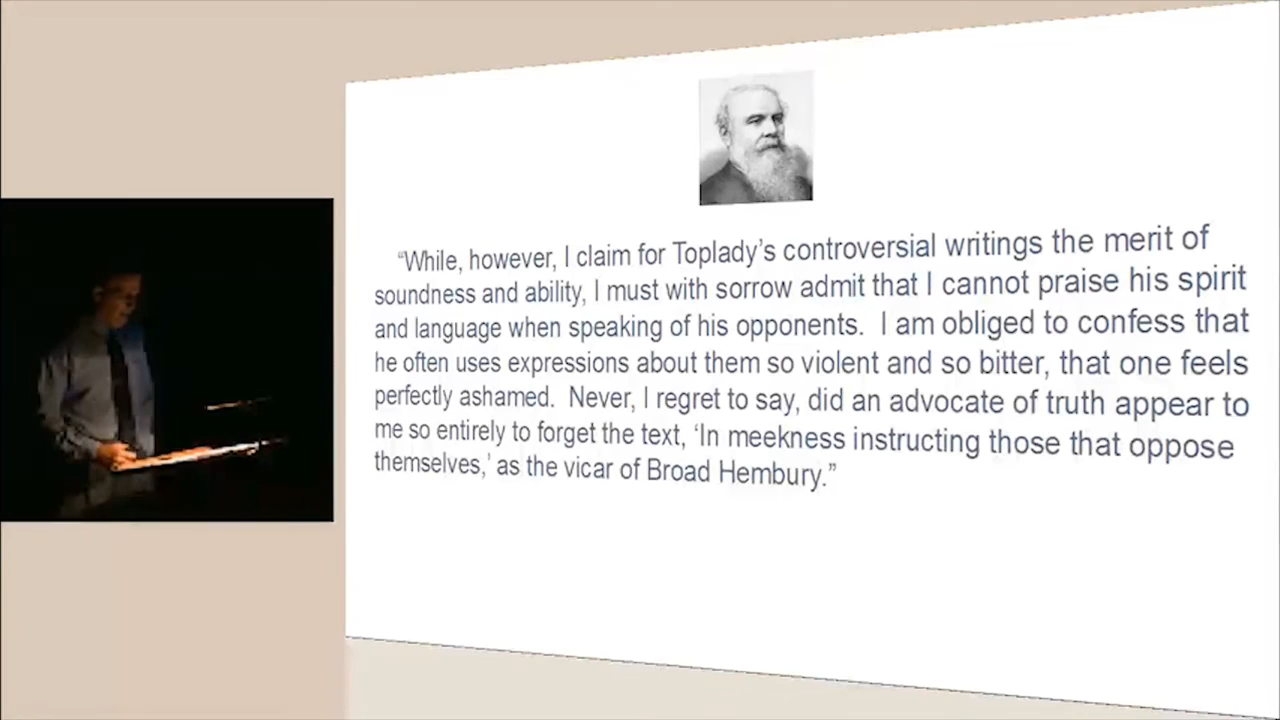 “While, however, I claim for Toplady’s controversial writings the merit of
soundness and ability, I must with sorrow admit that I cannot praise his spirit
and language when speaking of his opponents.  I am obliged to confess that
he often uses expressions about them so violent and so bitter, that one feels
perfectly ashamed.  Never, I regret to say, did an advocate of truth appear to
me so entirely to forget the text, ‘In meekness instructing those that oppose
themselves,’ as the vicar of Broad Hembury.”